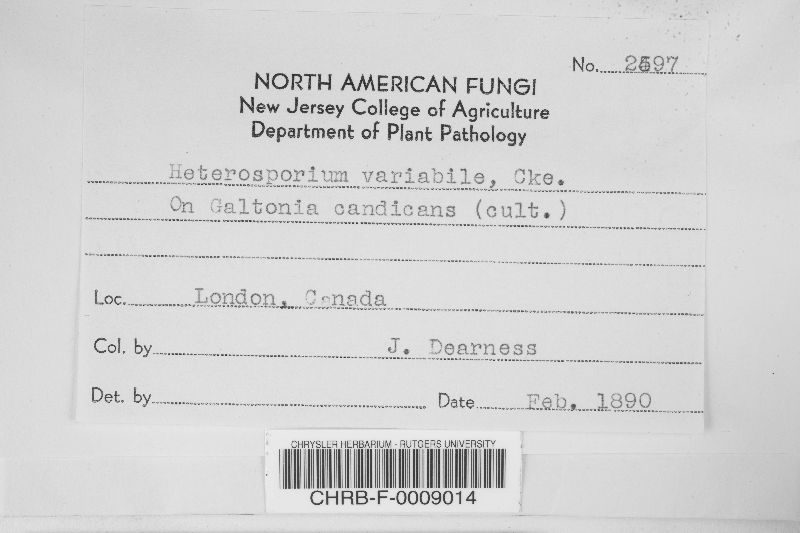 No. 2597
NORTH AMERICAN FUNGI
New Jersey College of Agriculture
Department of Plant Pathology
Heterosporium variabile, Cke.
On Galtonia candicans (cult.)
Loc. London, Canada
Col. by J. Dearness
Det. by Date Feb. 1890
CHRYSLER HERBARIUM - RUTGERS UNIVERSITY
CHRB-F-0009014